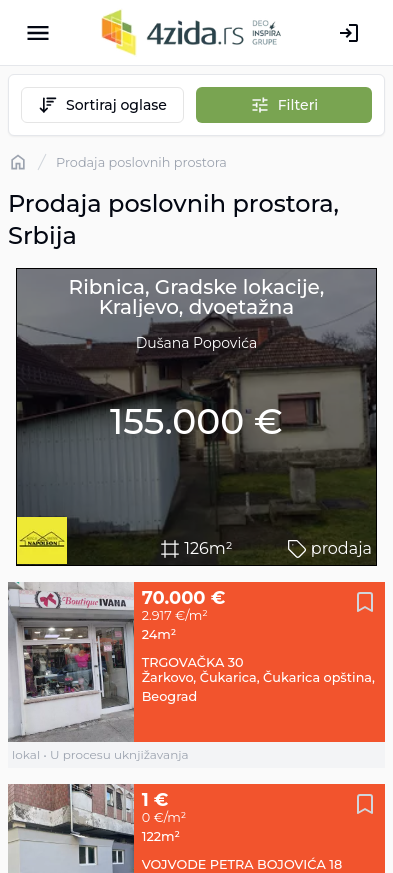 4zida.rs
DEO
INSPIRA
GRUPE
Sortiraj oglase
Filteri
/ Prodaja poslovnih prostora
Prodaja poslovnih prostora,
Srbija
Ribnica, Gradske lokacije,
Kraljevo, dvoetažna
Dušana Popovića
155.000 €
NAPOLEON
126m²
prodaja
Boutique IVANA
70.000 €
2.917 €/m²
24m²
TRGOVAČKA 30
Žarkovo, Čukarica, Čukarica opština,
Beograd
lokal • U procesu uknjižavanja
1 €
0 €/m²
122m²
VOJVODE PETRA BOJOVIĆA 18